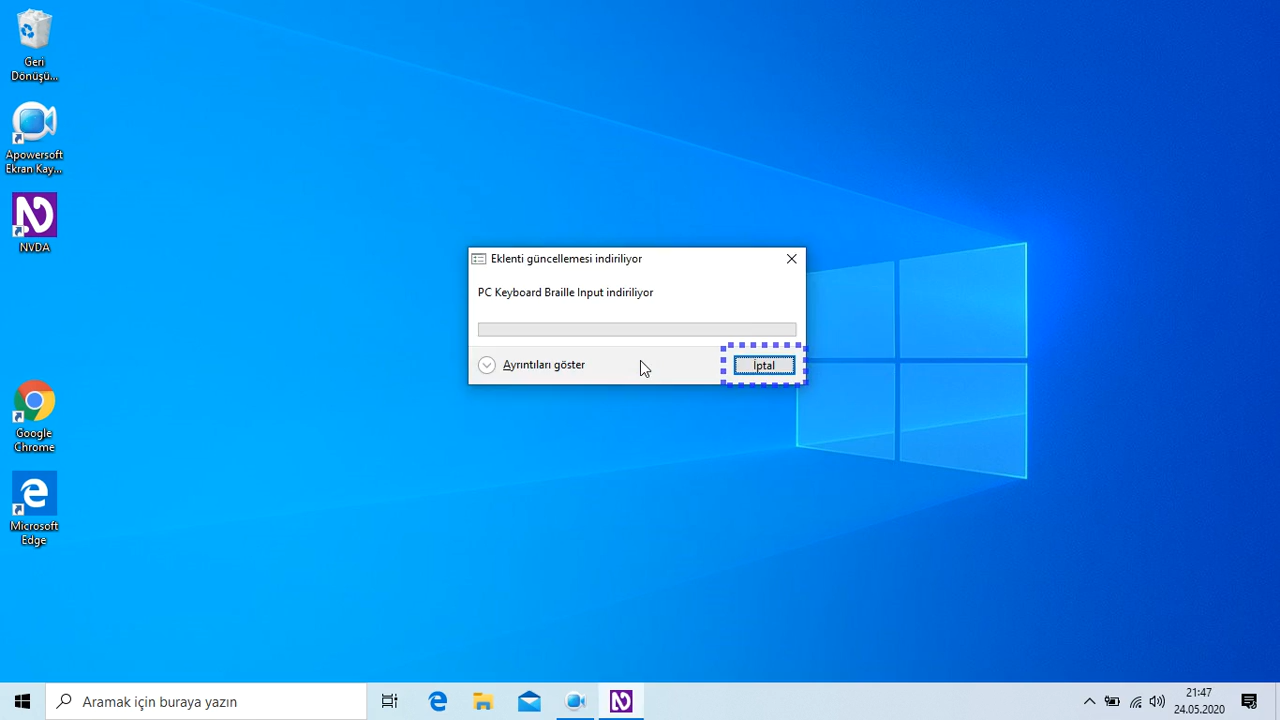 Geri
Dönüşü...
Apowersoft
Ekran Kay...
NVDA
Google
Chrome
Microsoft
Edge
Eklenti güncellemesi indiriliyor
PC Keyboard Braille Input indiriliyor
Ayrıntıları göster
İptal
Aramak için buraya yazın
21:47
24.05.2020